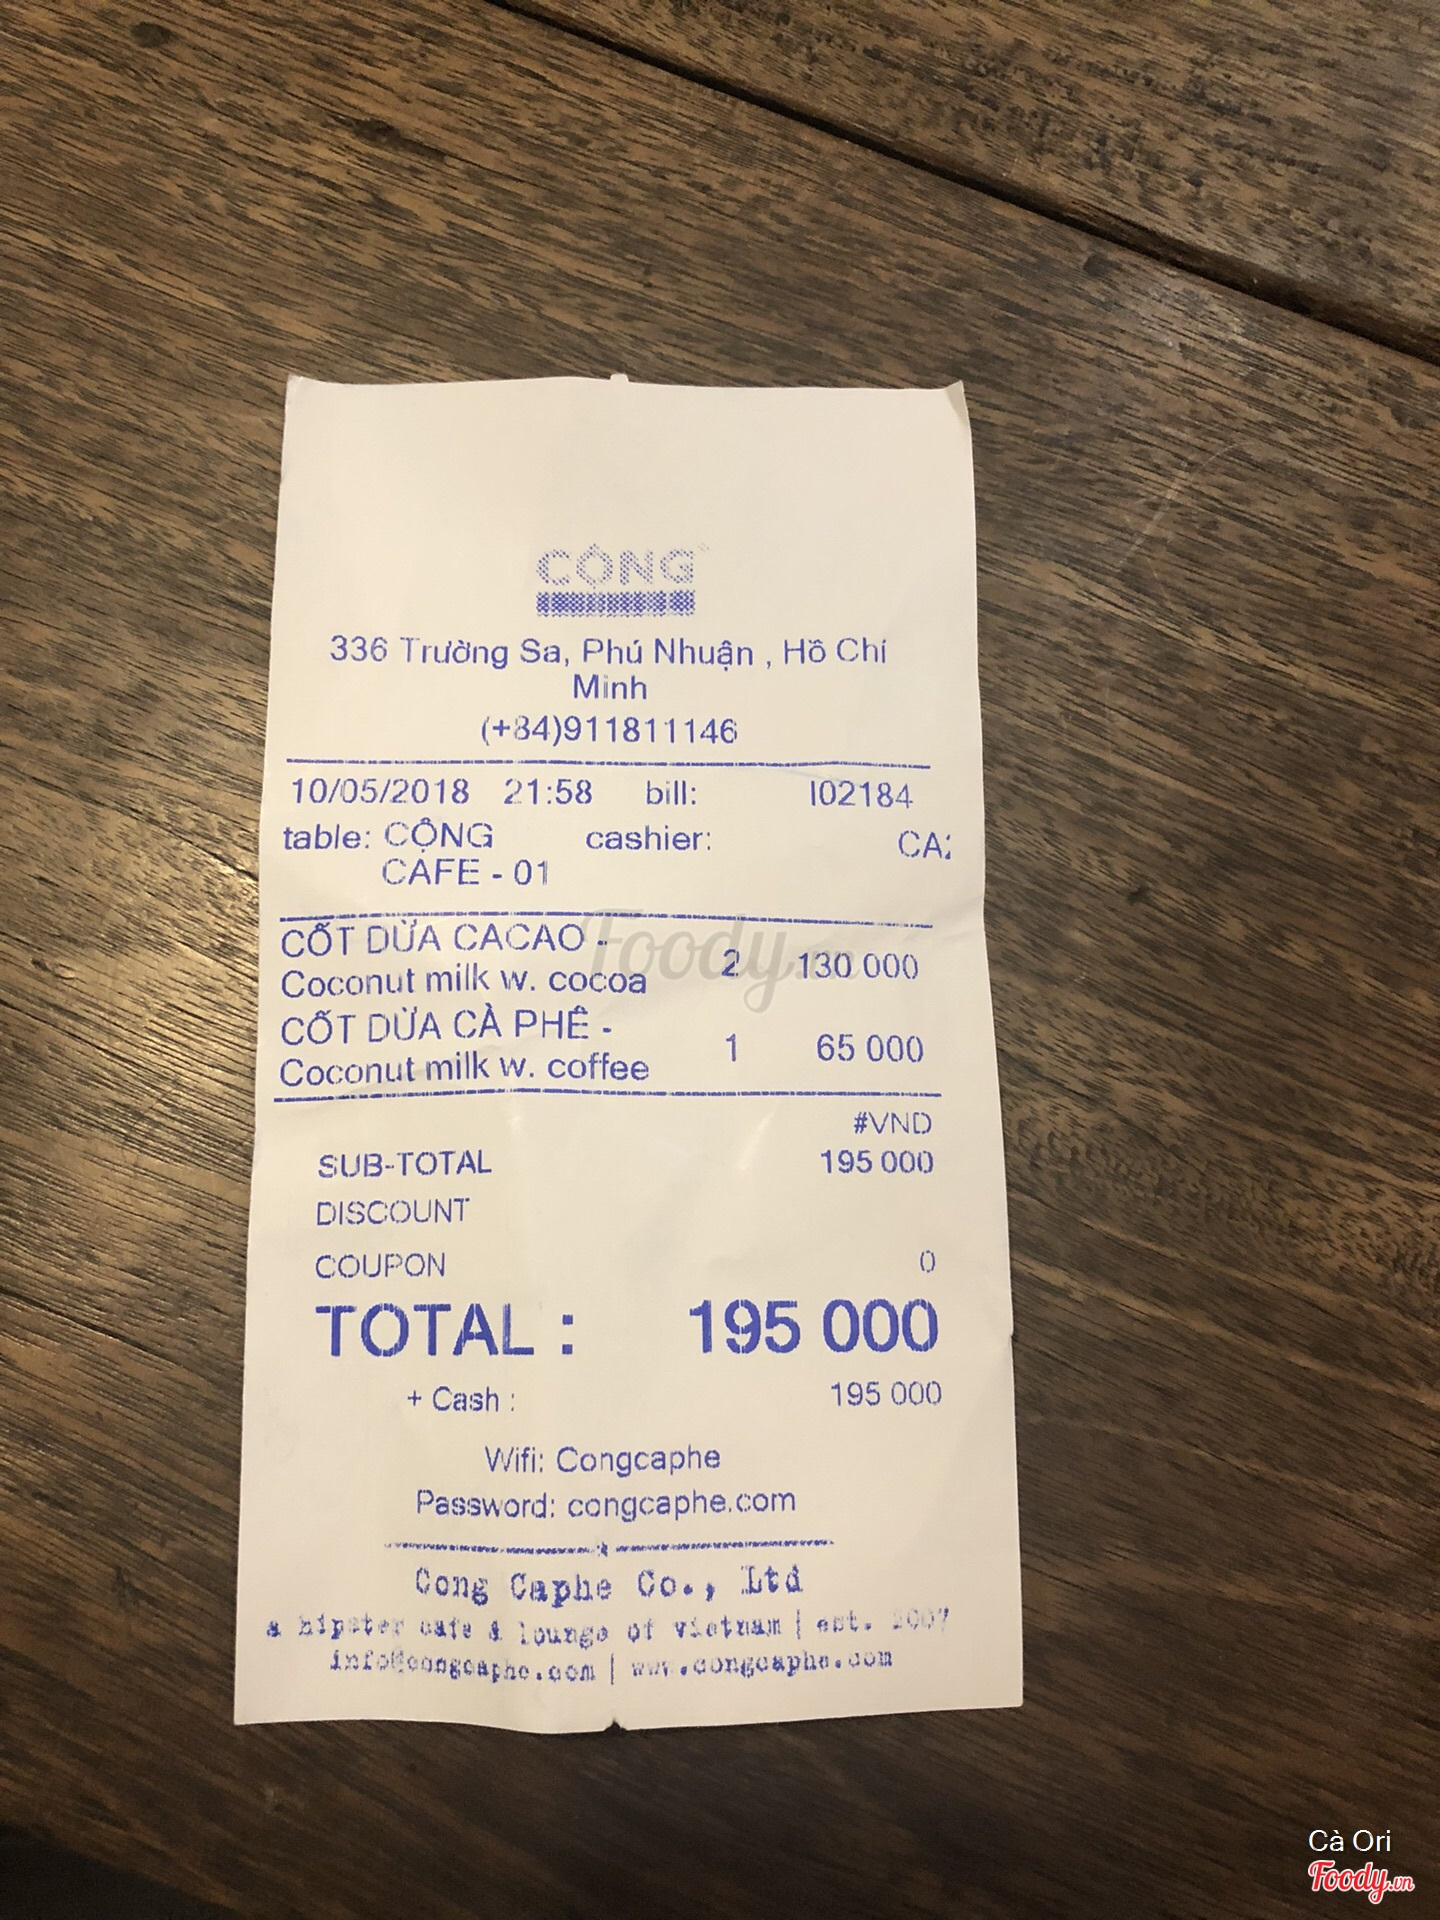 CỘNG
336 Trường Sa, Phú Nhuận , Hồ Chí
Minh
(+84)911811146
10/05/2018 21:58 bill: I02184
table: CỘNG cashier: CA2
CAFE - 01
CỐT DỪA CACAO -
Coconut milk w. cocoa 2 130 000
CỐT DỪA CÀ PHÊ -
Coconut milk w. coffee 1 65 000
#VND
SUB-TOTAL 195 000
DISCOUNT
COUPON 0
TOTAL : 195 000
+ Cash : 195 000
Wifi: Congcaphe
Password: congcaphe.com
Cong Caphe Co., Ltd
a hipster cafe & lounge of vietnam | est. 2007
info@congcaphe.com | www.congcaphe.com
Foody.vn
Cà Ori
Foody.vn